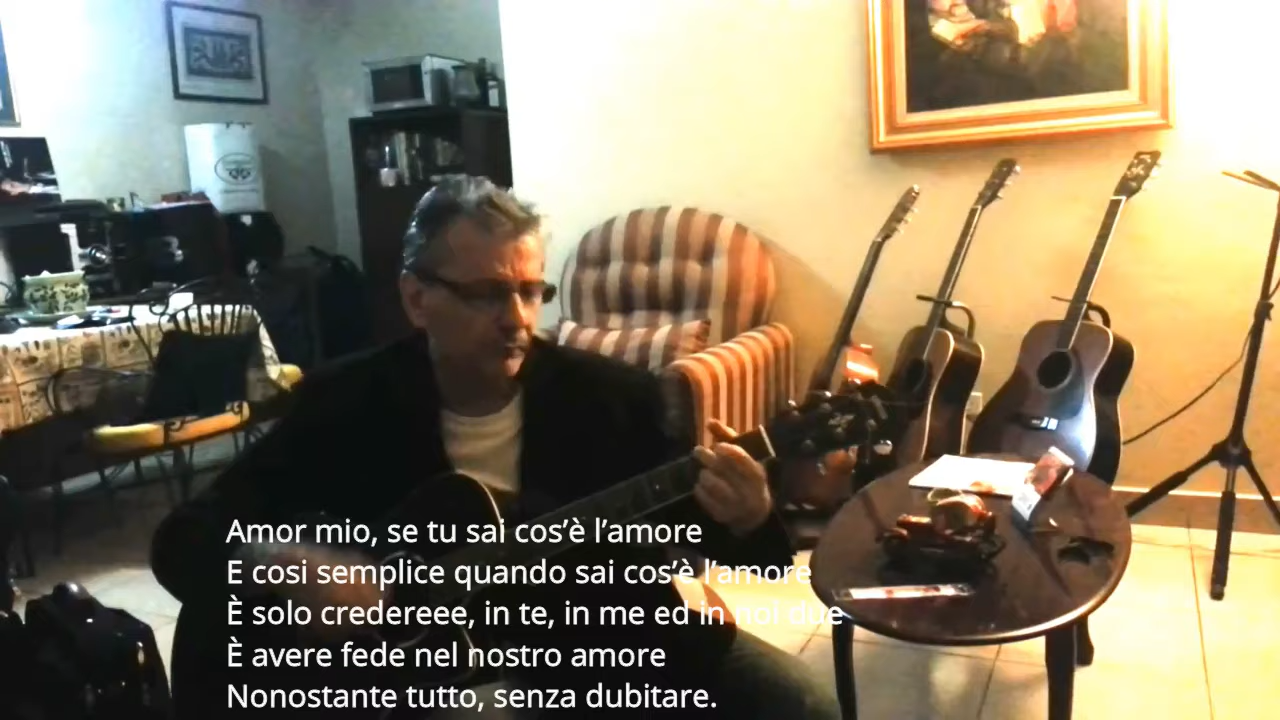 Amor mio, se tu sai cos’è l’amore
E cosi semplice quando sai cos’è l’amore
È solo credereee, in te, in me ed in noi due
È avere fede nel nostro amore
Nonostante tutto, senza dubitare.